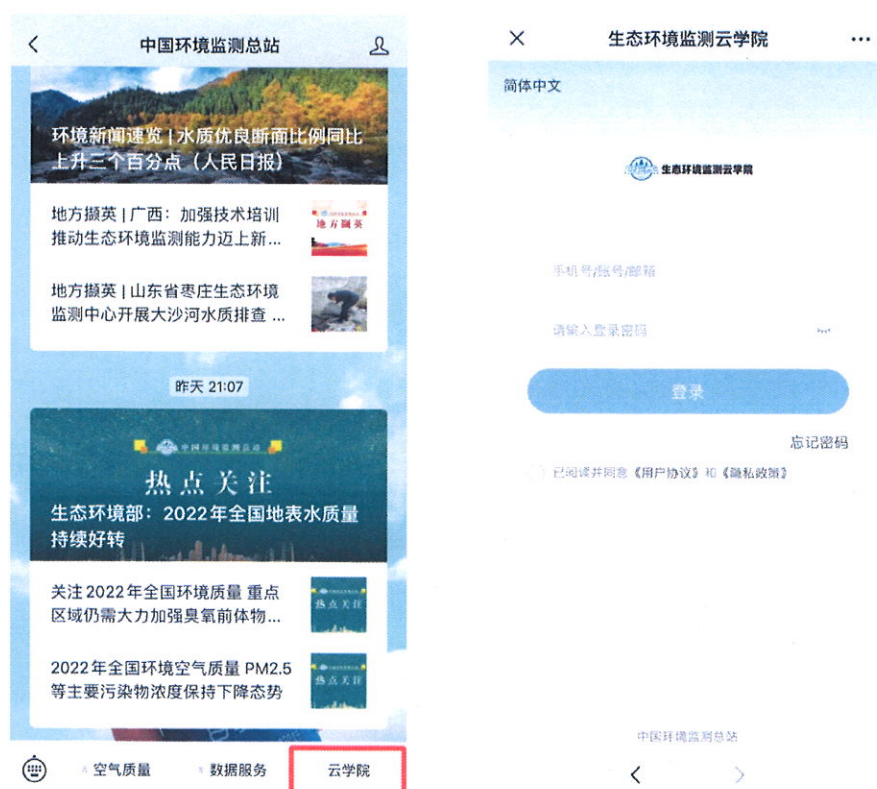 中国环境监测总站
环境新闻速览 | 水质优良断面比例同比
上升三个百分点（人民日报）
地方撷英 | 广西：加强技术培训
推动生态环境监测能力迈上新...
地方撷英
地方撷英 | 山东省枣庄生态环境
监测中心开展大沙河水质排查 ...
昨天 21:07
中国环境监测总站
热点关注
生态环境部：2022年全国地表水质量
持续好转
关注2022年全国环境质量 重点
区域仍需大力加强臭氧前体物...
热点关注
2022年全国环境空气质量 PM2.5
等主要污染物浓度保持下降态势
热点关注
空气质量
数据服务
云学院
生态环境监测云学院
简体中文
生态环境监测云学院
手机号/账号/邮箱
请输入登录密码
登录
忘记密码
已阅读并同意《用户协议》和《隐私政策》
中国环境监测总站